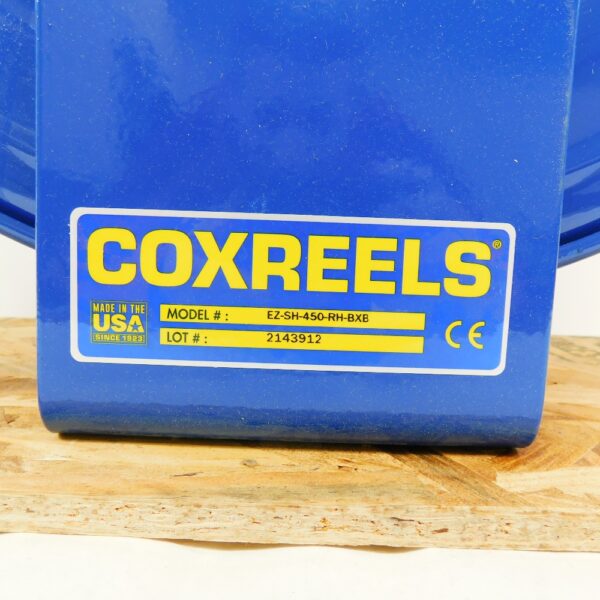 COXREELS®
MADE IN THE
USA
SINCE 1923
MODEL # : EZ-SH-450-RH-BXB
LOT # : 2143912
CE